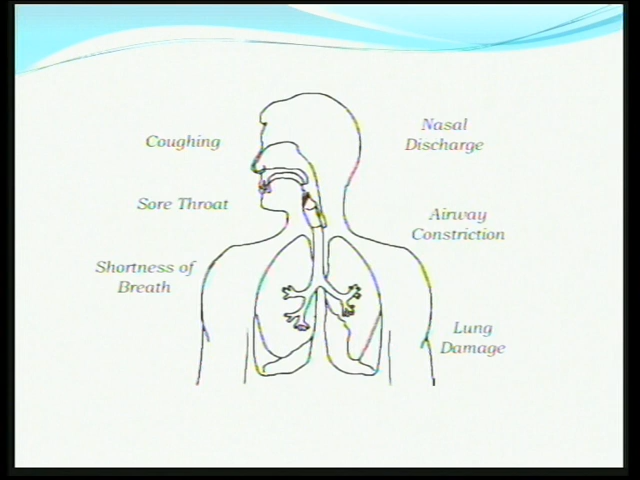 Coughing
Nasal
Discharge
Sore Throat
Airway
Constriction
Shortness of
Breath
Lung
Damage